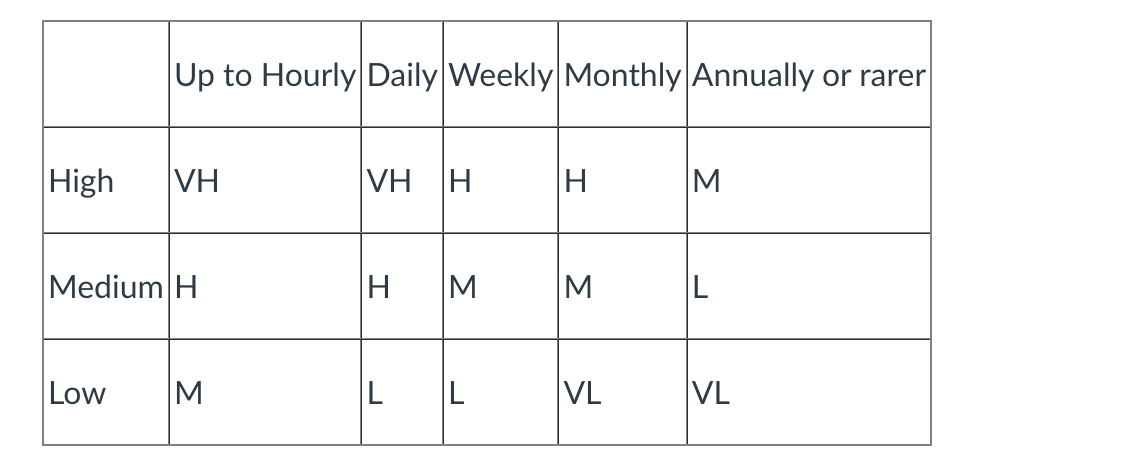 Up to Hourly Daily Weekly Monthly Annually or rarer
High VH VH H H M
Medium H H M M L
Low M L L VL VL